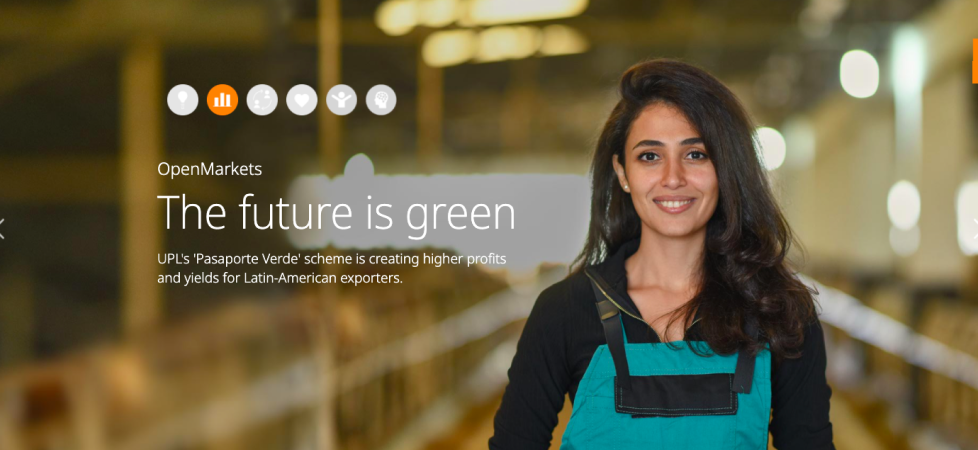 OpenMarkets
The future is green
UPL's 'Pasaporte Verde' scheme is creating higher profits
and yields for Latin-American exporters.